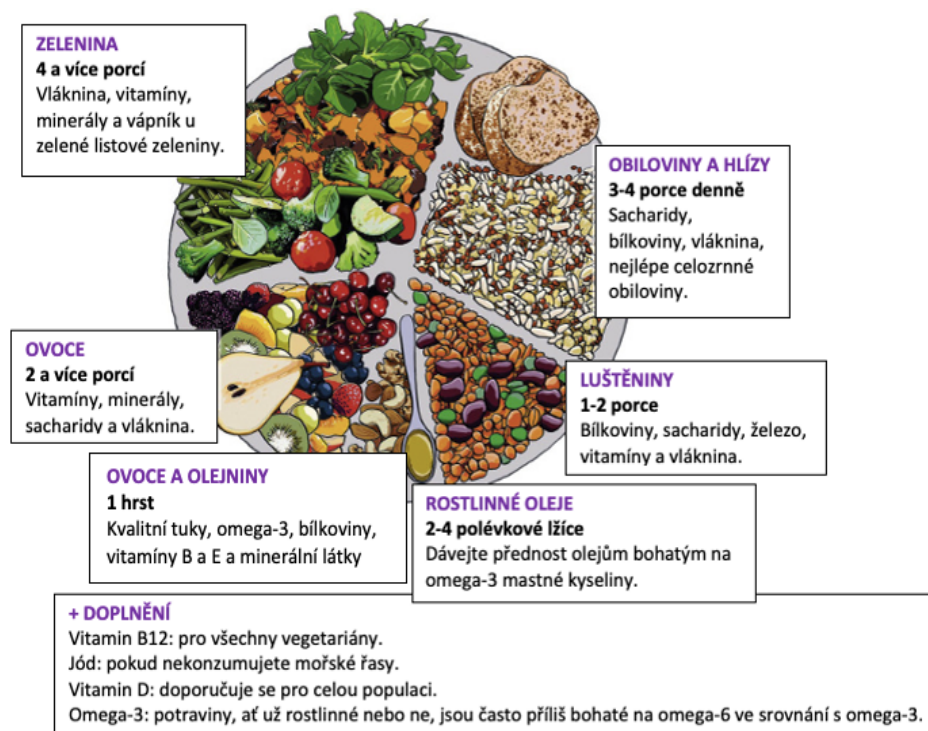 ZELENINA
4 a více porcí
Vláknina, vitamíny,
minerály a vápník u
zelené listové zeleniny.
OBILOVINY A HLÍZY
3-4 porce denně
Sacharidy,
bílkoviny, vláknina,
nejlépe celozrnné
obiloviny.
OVOCE
2 a více porcí
Vitamíny, minerály,
sacharidy a vláknina.
LUŠTĚNINY
1-2 porce
Bílkoviny, sacharidy, železo,
vitamíny a vláknina.
OVOCE A OLEJNINY
1 hrst
Kvalitní tuky, omega-3, bílkoviny,
vitamíny B a E a minerální látky
ROSTLINNÉ OLEJE
2-4 polévkové lžíce
Dávejte přednost olejům bohatým na
omega-3 mastné kyseliny.
+ DOPLNĚNÍ
Vitamin B12: pro všechny vegetariány.
Jód: pokud nekonzumujete mořské řasy.
Vitamin D: doporučuje se pro celou populaci.
Omega-3: potraviny, ať už rostlinné nebo ne, jsou často příliš bohaté na omega-6 ve srovnání s omega-3.